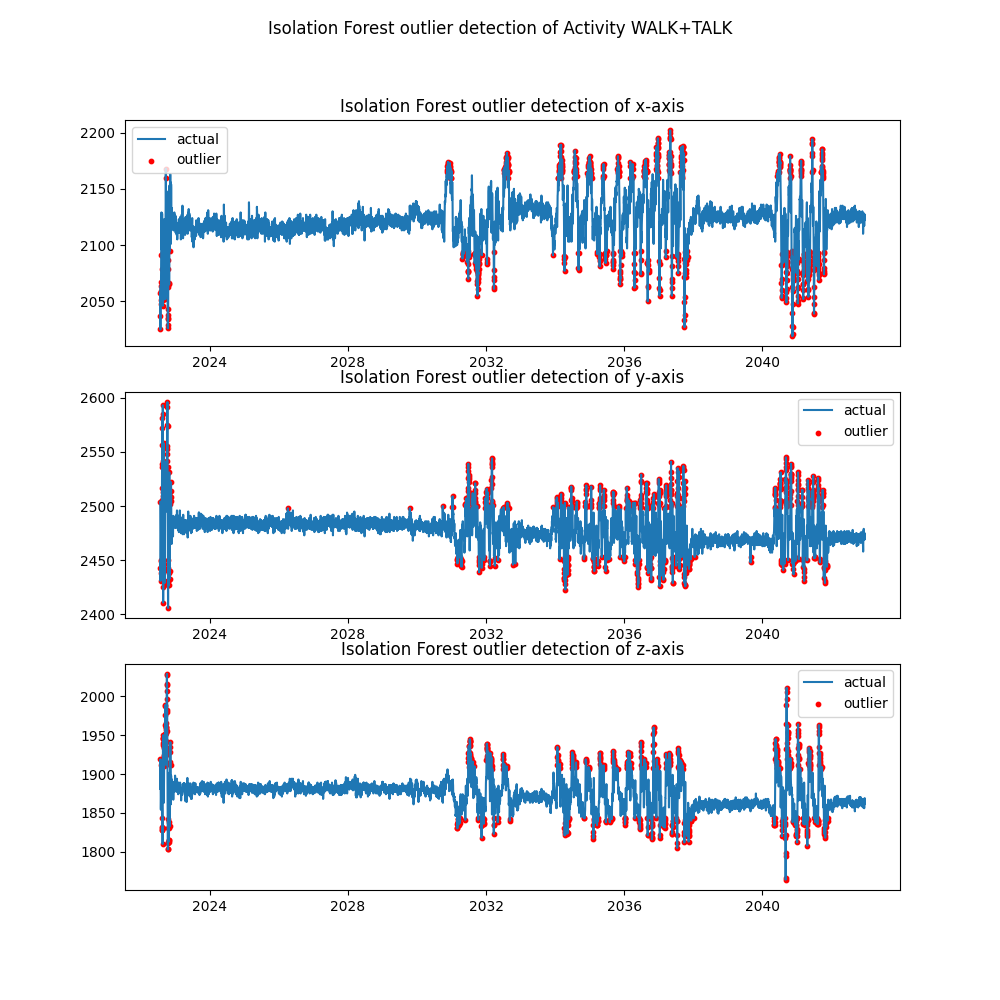 Isolation Forest outlier detection of Activity WALK+TALK
Isolation Forest outlier detection of x-axis
actual
outlier
2200
2150
2100
2050
2024 2028 2032 2036 2040
Isolation Forest outlier detection of y-axis
actual
outlier
2600
2550
2500
2450
2400
2024 2028 2032 2036 2040
Isolation Forest outlier detection of z-axis
actual
outlier
2000
1950
1900
1850
1800
2024 2028 2032 2036 2040